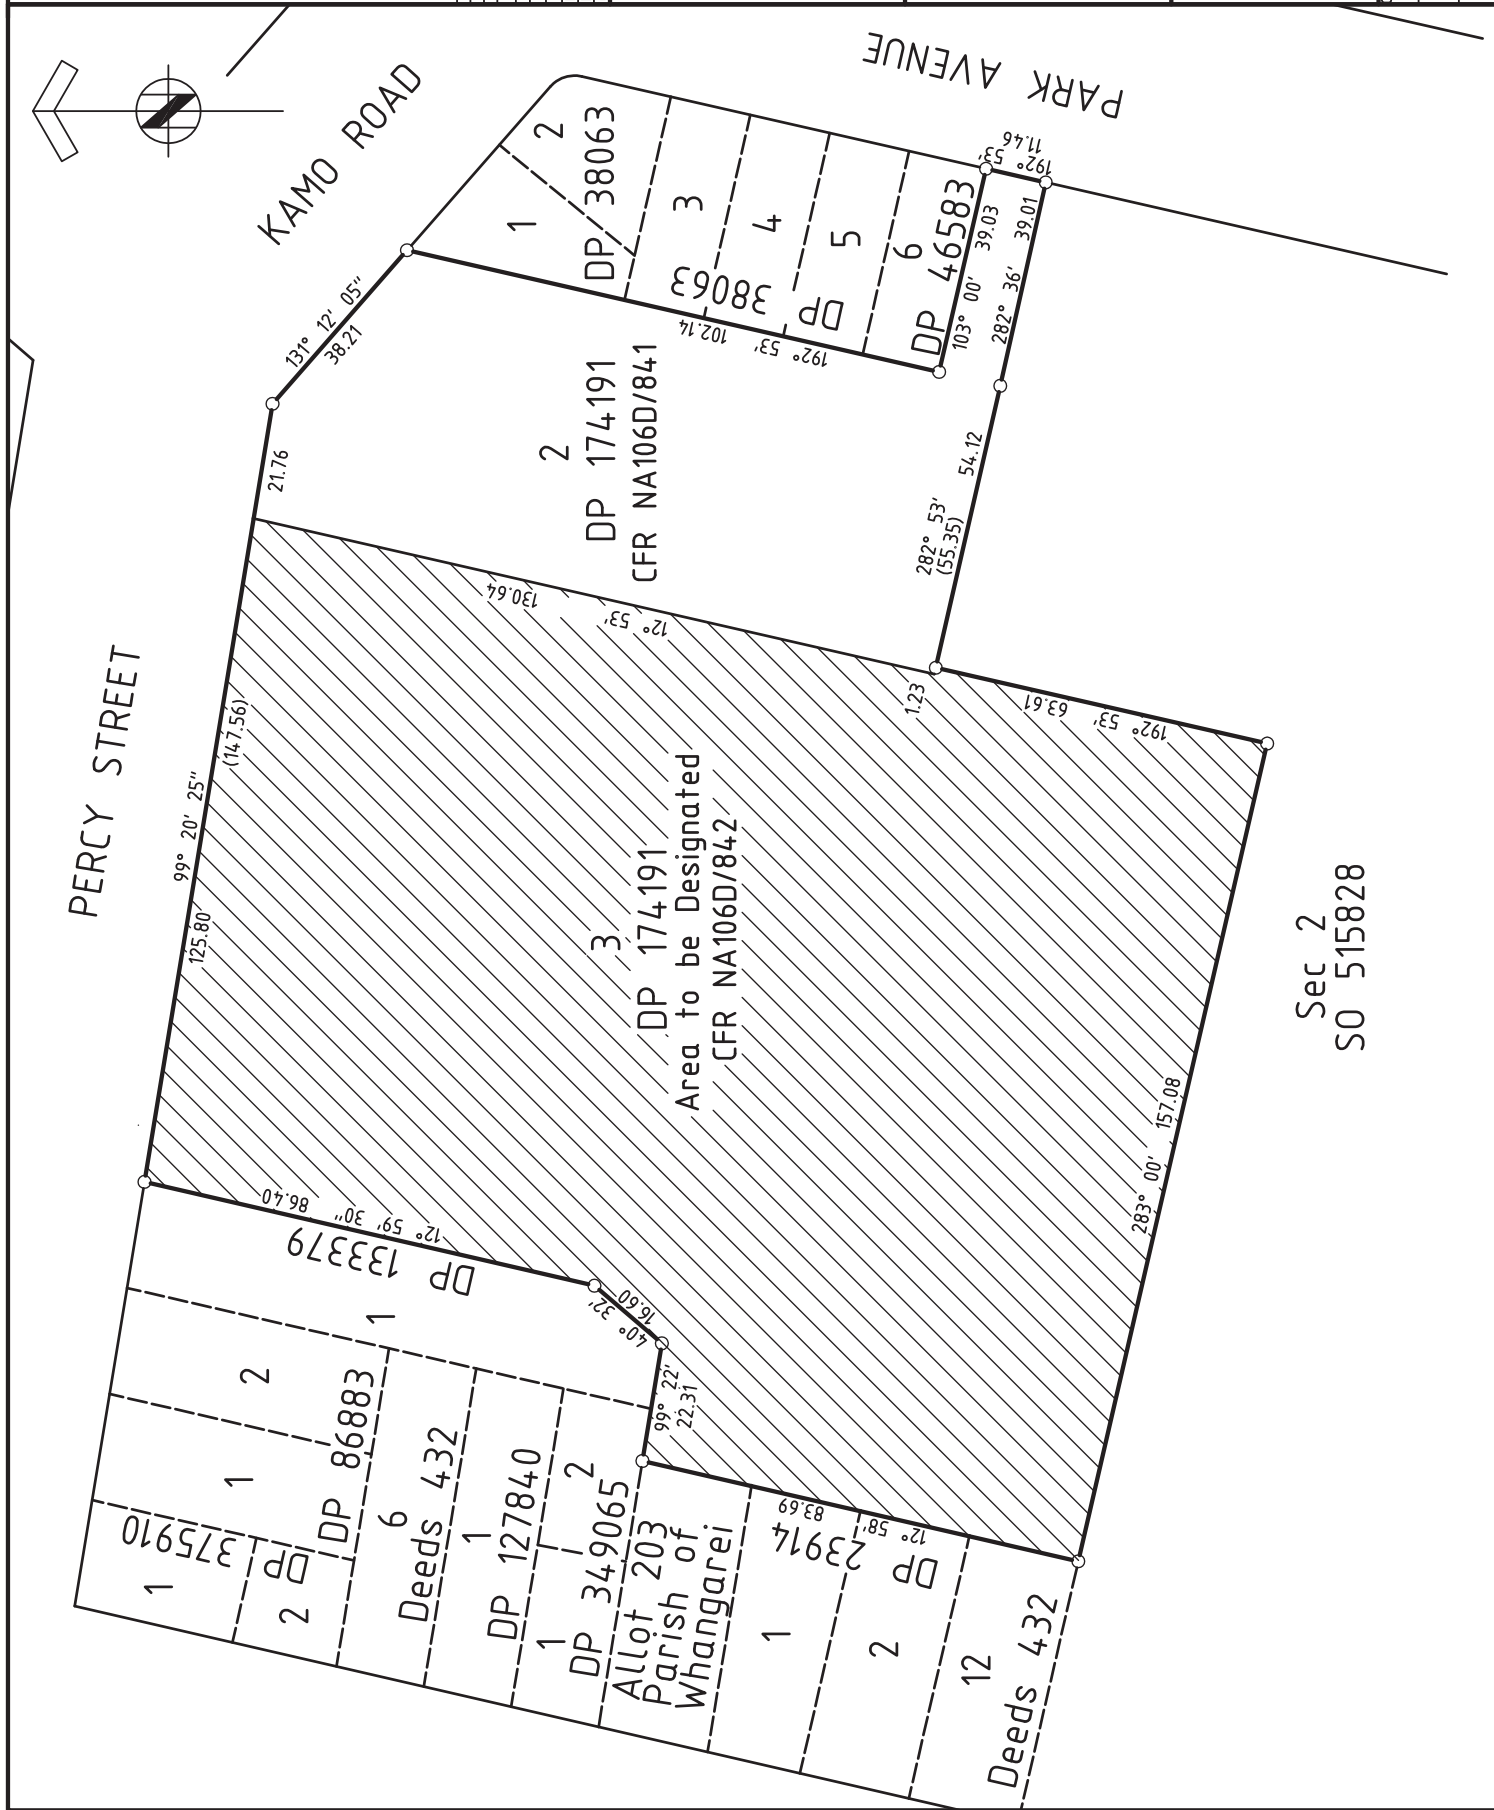 PARK AVENUE
KAMO ROAD
PERCY STREET
131° 12' 05"
38.21
21.76
99° 20' 25"
(147.56)
125.80
1
2
DP 38063
3
4
5
DP
38063
6
DP 46583
192° 53'
11.46
103° 00'
39.03
282° 36'
39.01
192° 53'
102.14
2
DP 174191
CFR NA106D/841
54.12
282° 53'
(55.35)
12° 53'
130.64
1.23
192° 53'
63.61
3
DP 174191
Area to be Designated
CFR NA106D/842
283° 00'
157.08
Sec 2
SO 515828
12° 59' 30"
86.40
40° 32'
16.60
99° 22'
22.31
12° 58'
83.69
1
DP 133379
2
1
DP 86883
1
2
DP 375910
6
Deeds 432
1
DP 127840
2
1
DP 349065
Allot 203
Parish of
Whangarei
1
2
DP 23914
12
Deeds 432